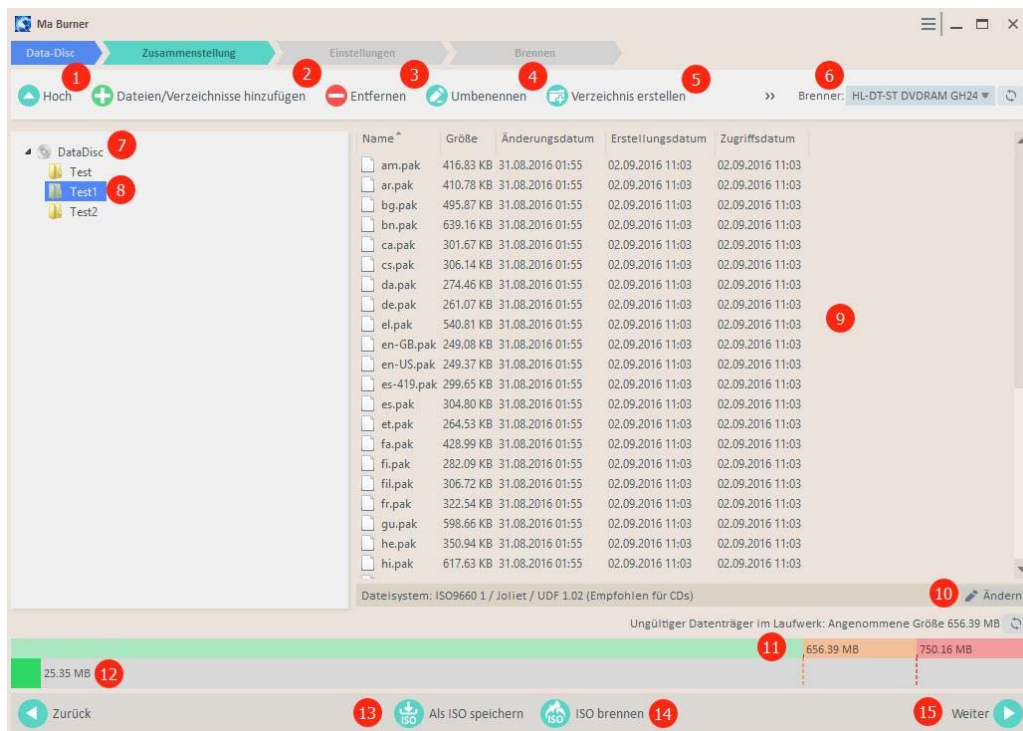 Ma Burner
Data-Disc Zusammenstellung Einstellungen Brennen
1 2 3 4 5 6
Hoch Dateien/Verzeichnisse hinzufügen Entfernen Umbenennen Verzeichnis erstellen >> Brenner: HL-DT-ST DVDRAM GH24
DataDisc 7
Test
Test1 8
Test2
Name Größe Änderungsdatum Erstellungsdatum Zugriffsdatum
am.pak 416.83 KB 31.08.2016 01:55 02.09.2016 11:03 02.09.2016 11:03
ar.pak 410.78 KB 31.08.2016 01:55 02.09.2016 11:03 02.09.2016 11:03
bg.pak 495.87 KB 31.08.2016 01:55 02.09.2016 11:03 02.09.2016 11:03
bn.pak 639.16 KB 31.08.2016 01:55 02.09.2016 11:03 02.09.2016 11:03
ca.pak 301.67 KB 31.08.2016 01:55 02.09.2016 11:03 02.09.2016 11:03
cs.pak 306.14 KB 31.08.2016 01:55 02.09.2016 11:03 02.09.2016 11:03
da.pak 274.46 KB 31.08.2016 01:55 02.09.2016 11:03 02.09.2016 11:03
de.pak 261.07 KB 31.08.2016 01:55 02.09.2016 11:03 02.09.2016 11:03
el.pak 540.81 KB 31.08.2016 01:55 02.09.2016 11:03 02.09.2016 11:03 9
en-GB.pak 249.08 KB 31.08.2016 01:55 02.09.2016 11:03 02.09.2016 11:03
en-US.pak 249.37 KB 31.08.2016 01:55 02.09.2016 11:03 02.09.2016 11:03
es-419.pak 299.65 KB 31.08.2016 01:55 02.09.2016 11:03 02.09.2016 11:03
es.pak 304.80 KB 31.08.2016 01:55 02.09.2016 11:03 02.09.2016 11:03
et.pak 264.53 KB 31.08.2016 01:55 02.09.2016 11:03 02.09.2016 11:03
fa.pak 428.99 KB 31.08.2016 01:55 02.09.2016 11:03 02.09.2016 11:03
fi.pak 282.09 KB 31.08.2016 01:55 02.09.2016 11:03 02.09.2016 11:03
fil.pak 306.72 KB 31.08.2016 01:55 02.09.2016 11:03 02.09.2016 11:03
fr.pak 322.54 KB 31.08.2016 01:55 02.09.2016 11:03 02.09.2016 11:03
gu.pak 598.66 KB 31.08.2016 01:55 02.09.2016 11:03 02.09.2016 11:03
he.pak 350.94 KB 31.08.2016 01:55 02.09.2016 11:03 02.09.2016 11:03
hi.pak 617.63 KB 31.08.2016 01:55 02.09.2016 11:03 02.09.2016 11:03
Dateisystem: ISO9660 1 / Joliet / UDF 1.02 (Empfohlen für CDs) 10 Ändern
Ungültiger Datenträger im Laufwerk: Angenommene Größe 656.39 MB
11 656.39 MB 750.16 MB
25.35 MB 12
Zurück 13 ISO Als ISO speichern ISO ISO brennen 14 15 Weiter